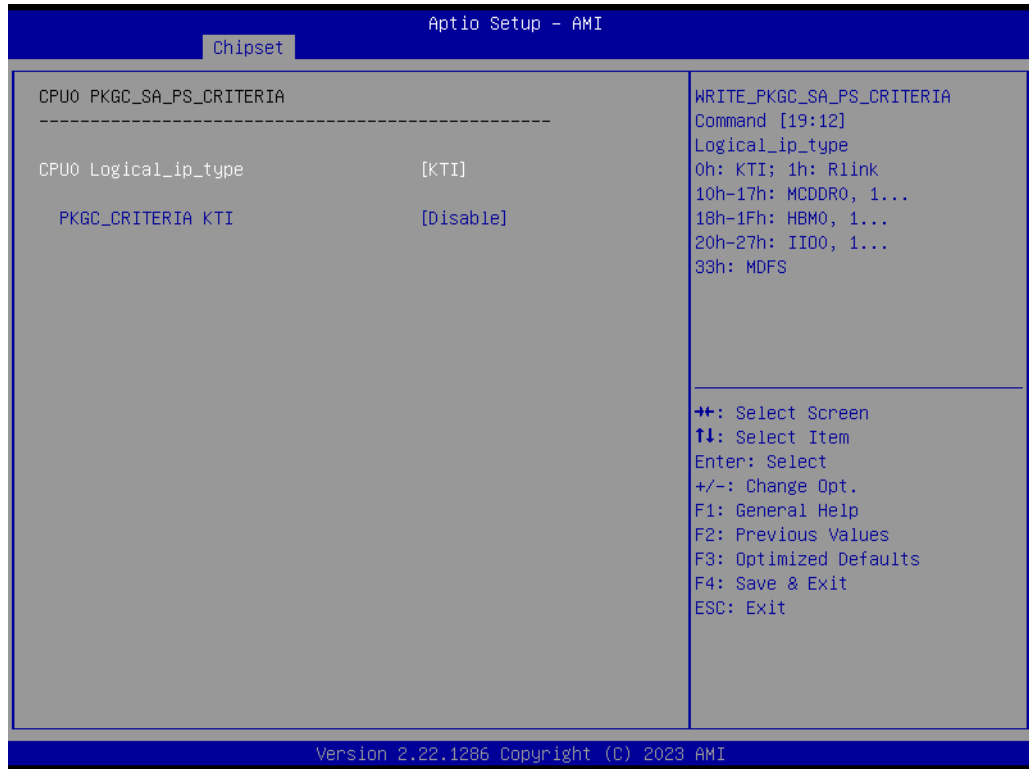 Aptio Setup – AMI
Chipset
CPU0 PKGC_SA_PS_CRITERIA
--------------------------------------------------
CPU0 Logical_ip_type [KTI]
PKGC_CRITERIA KTI [Disable]
WRITE_PKGC_SA_PS_CRITERIA
Command [19:12]
Logical_ip_type
0h: KTI; 1h: Rlink
10h-17h: MCDDR0, 1...
18h-1Fh: HBM0, 1...
20h-27h: IIO0, 1...
33h: MDFS
→←: Select Screen
↑↓: Select Item
Enter: Select
+/-: Change Opt.
F1: General Help
F2: Previous Values
F3: Optimized Defaults
F4: Save & Exit
ESC: Exit
Version 2.22.1286 Copyright (C) 2023 AMI